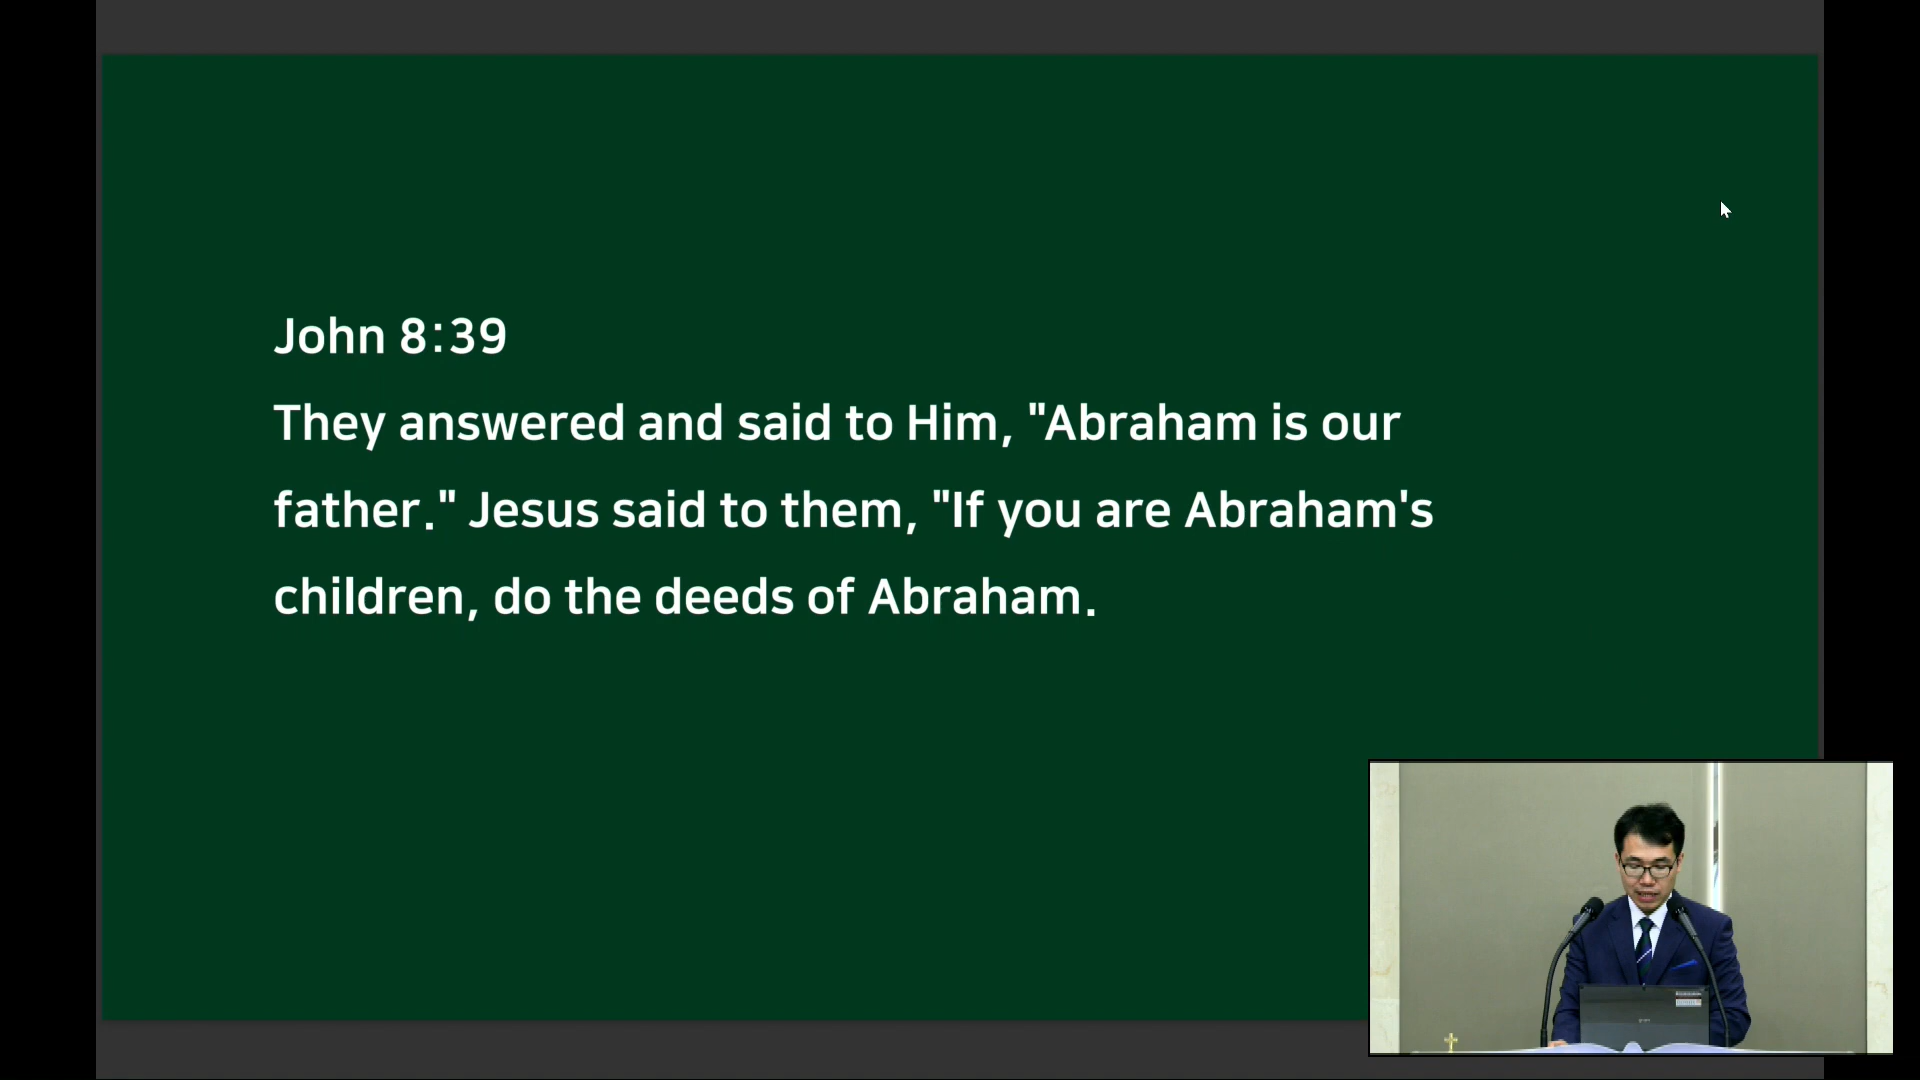 John 8:39
They answered and said to Him, "Abraham is our
father." Jesus said to them, "If you are Abraham's
children, do the deeds of Abraham.